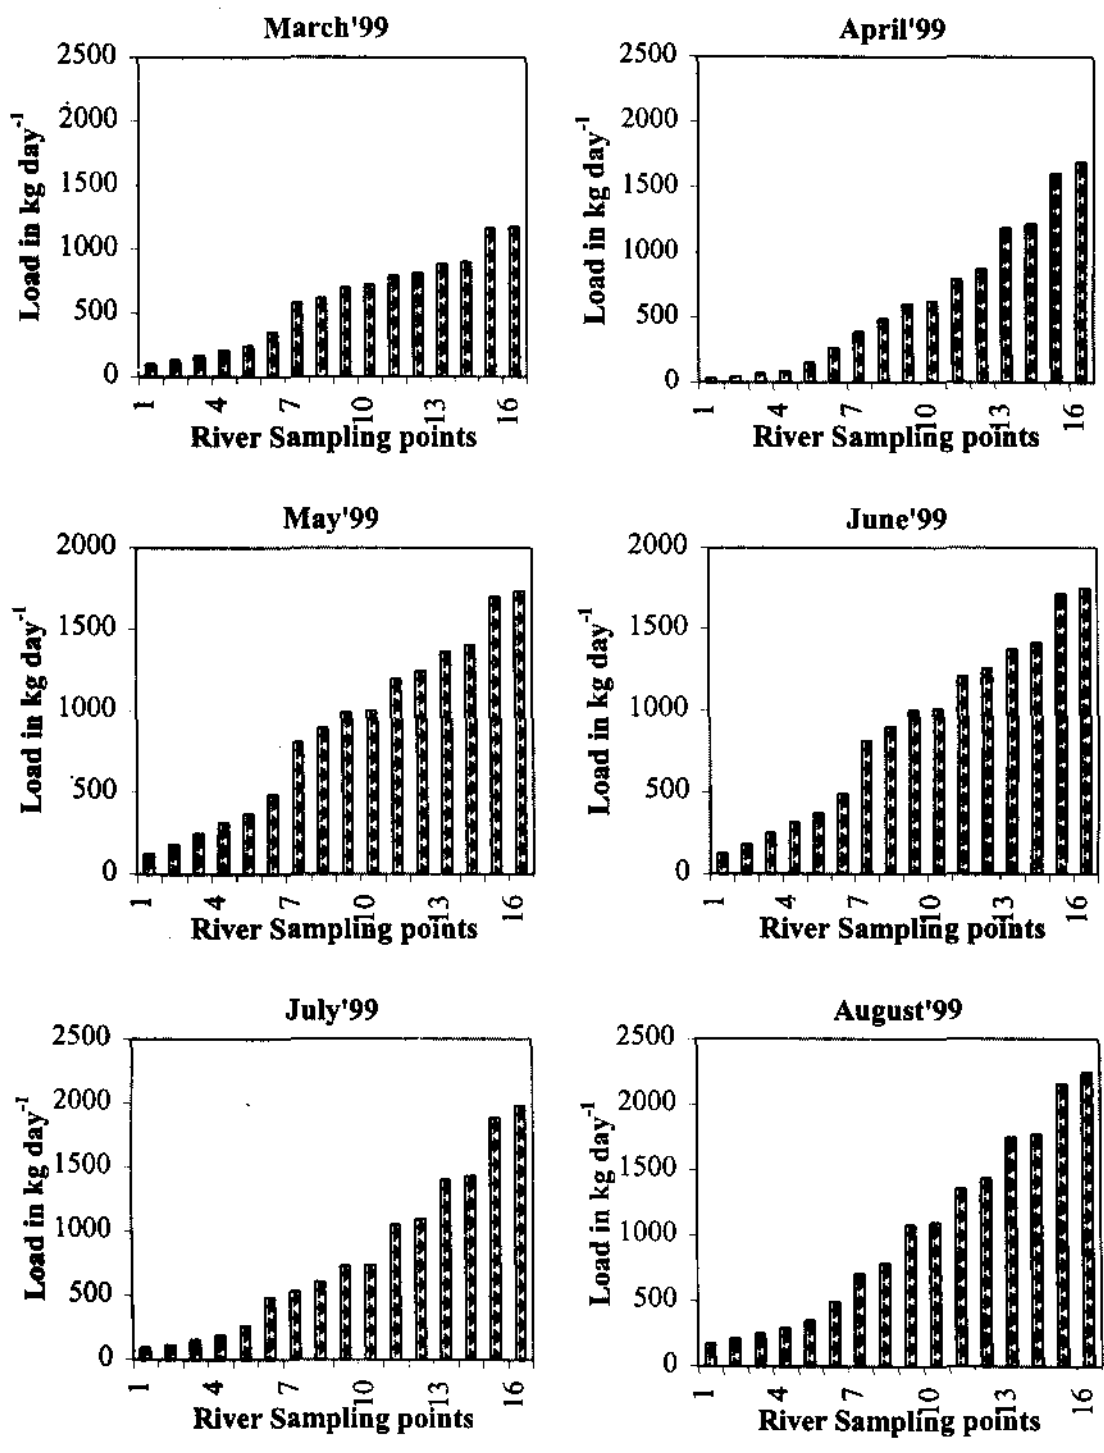 March'99
2500
2000
1500
1000
500
0
Load in kg day-1
1 4 7 10 13 16
River Sampling points
April'99
2500
2000
1500
1000
500
0
Load in kg day-1
1 4 7 10 13 16
River Sampling points
May'99
2000
1500
1000
500
0
Load in kg day-1
1 4 7 10 13 16
River Sampling points
June'99
2000
1500
1000
500
0
Load in kg day-1
1 4 7 10 13 16
River Sampling points
July'99
2500
2000
1500
1000
500
0
Load in kg day-1
1 4 7 10 13 16
River Sampling points
August'99
2500
2000
1500
1000
500
0
Load in kg day-1
1 4 7 10 13 16
River Sampling points